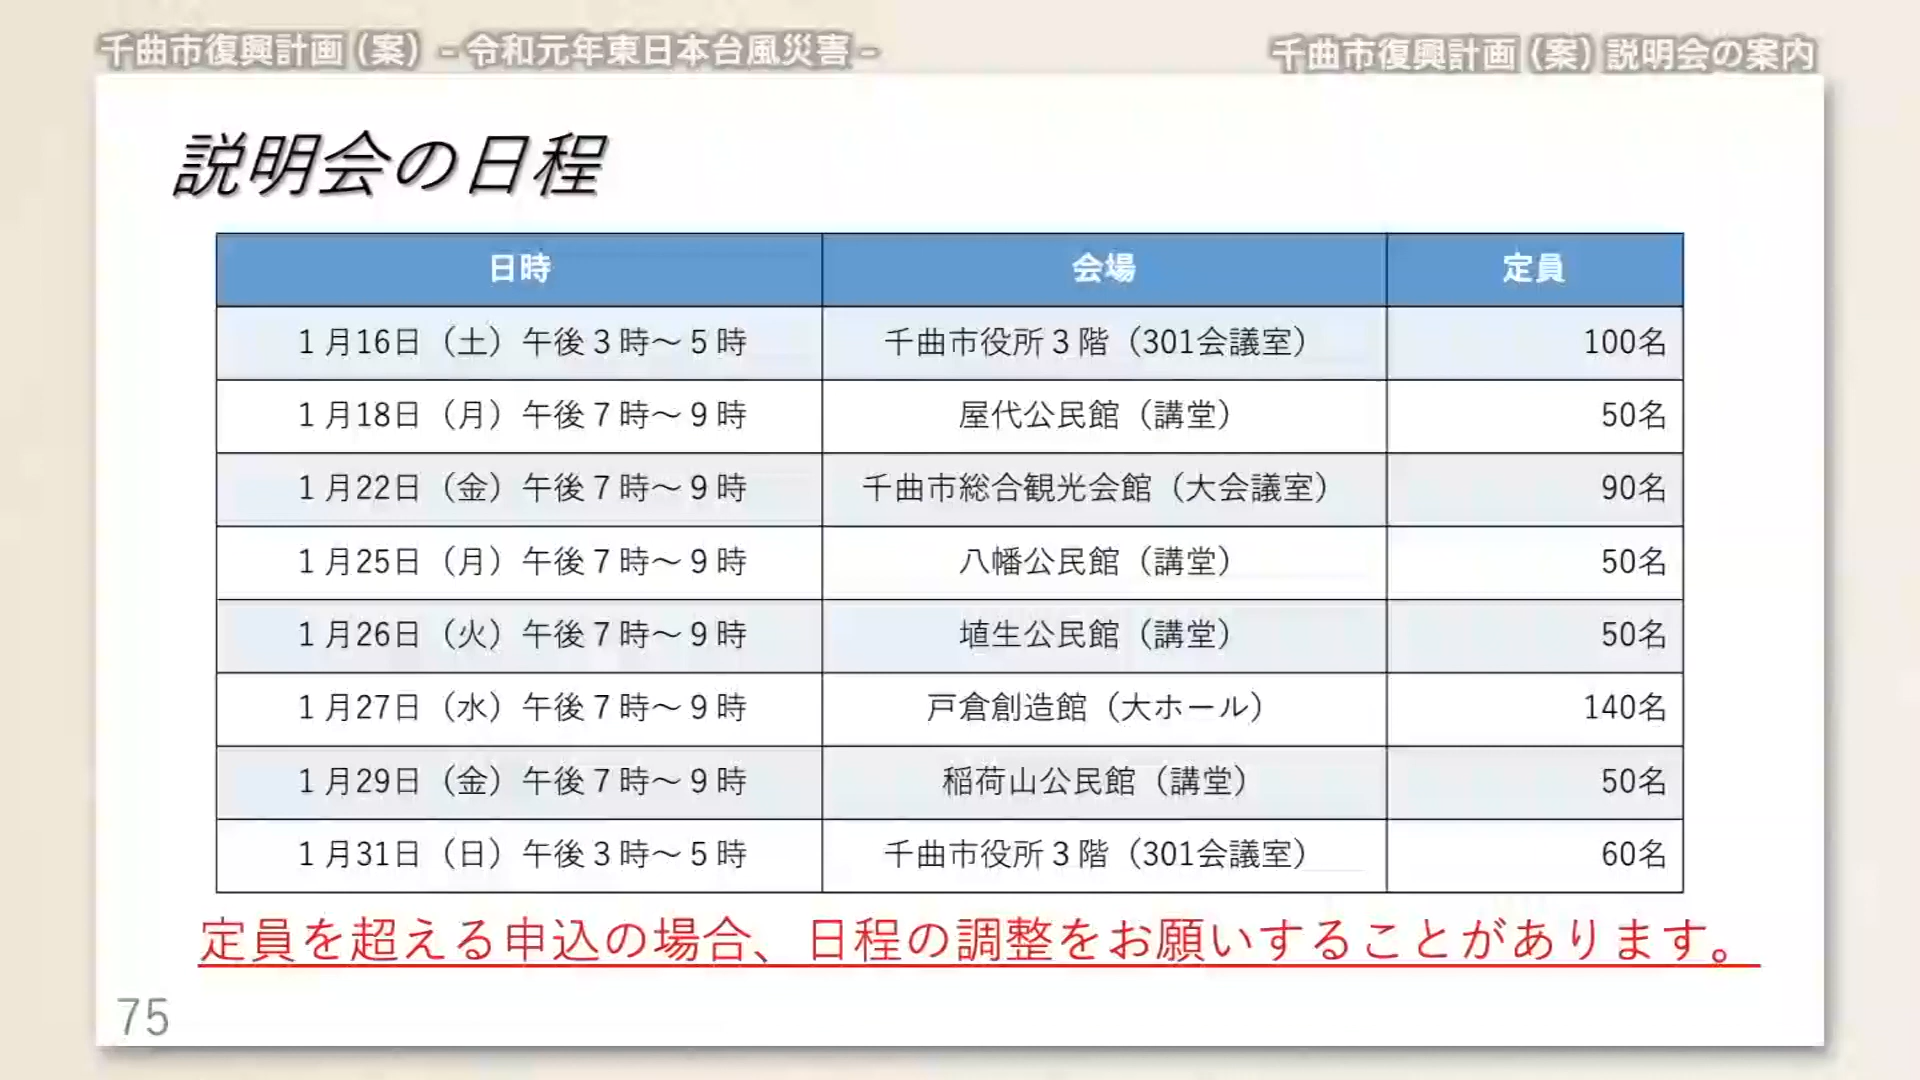 千曲市復興計画（案）－令和元年東日本台風災害－
千曲市復興計画（案）説明会の案内
説明会の日程
日時 会場 定員
１月16日（土）午後３時～５時 千曲市役所３階（301会議室） 100名
１月18日（月）午後７時～９時 屋代公民館（講堂） 50名
１月22日（金）午後７時～９時 千曲市総合観光会館（大会議室） 90名
１月25日（月）午後７時～９時 八幡公民館（講堂） 50名
１月26日（火）午後７時～９時 埴生公民館（講堂） 50名
１月27日（水）午後７時～９時 戸倉創造館（大ホール） 140名
１月29日（金）午後７時～９時 稲荷山公民館（講堂） 50名
１月31日（日）午後３時～５時 千曲市役所３階（301会議室） 60名
定員を超える申込の場合、日程の調整をお願いすることがあります。
75